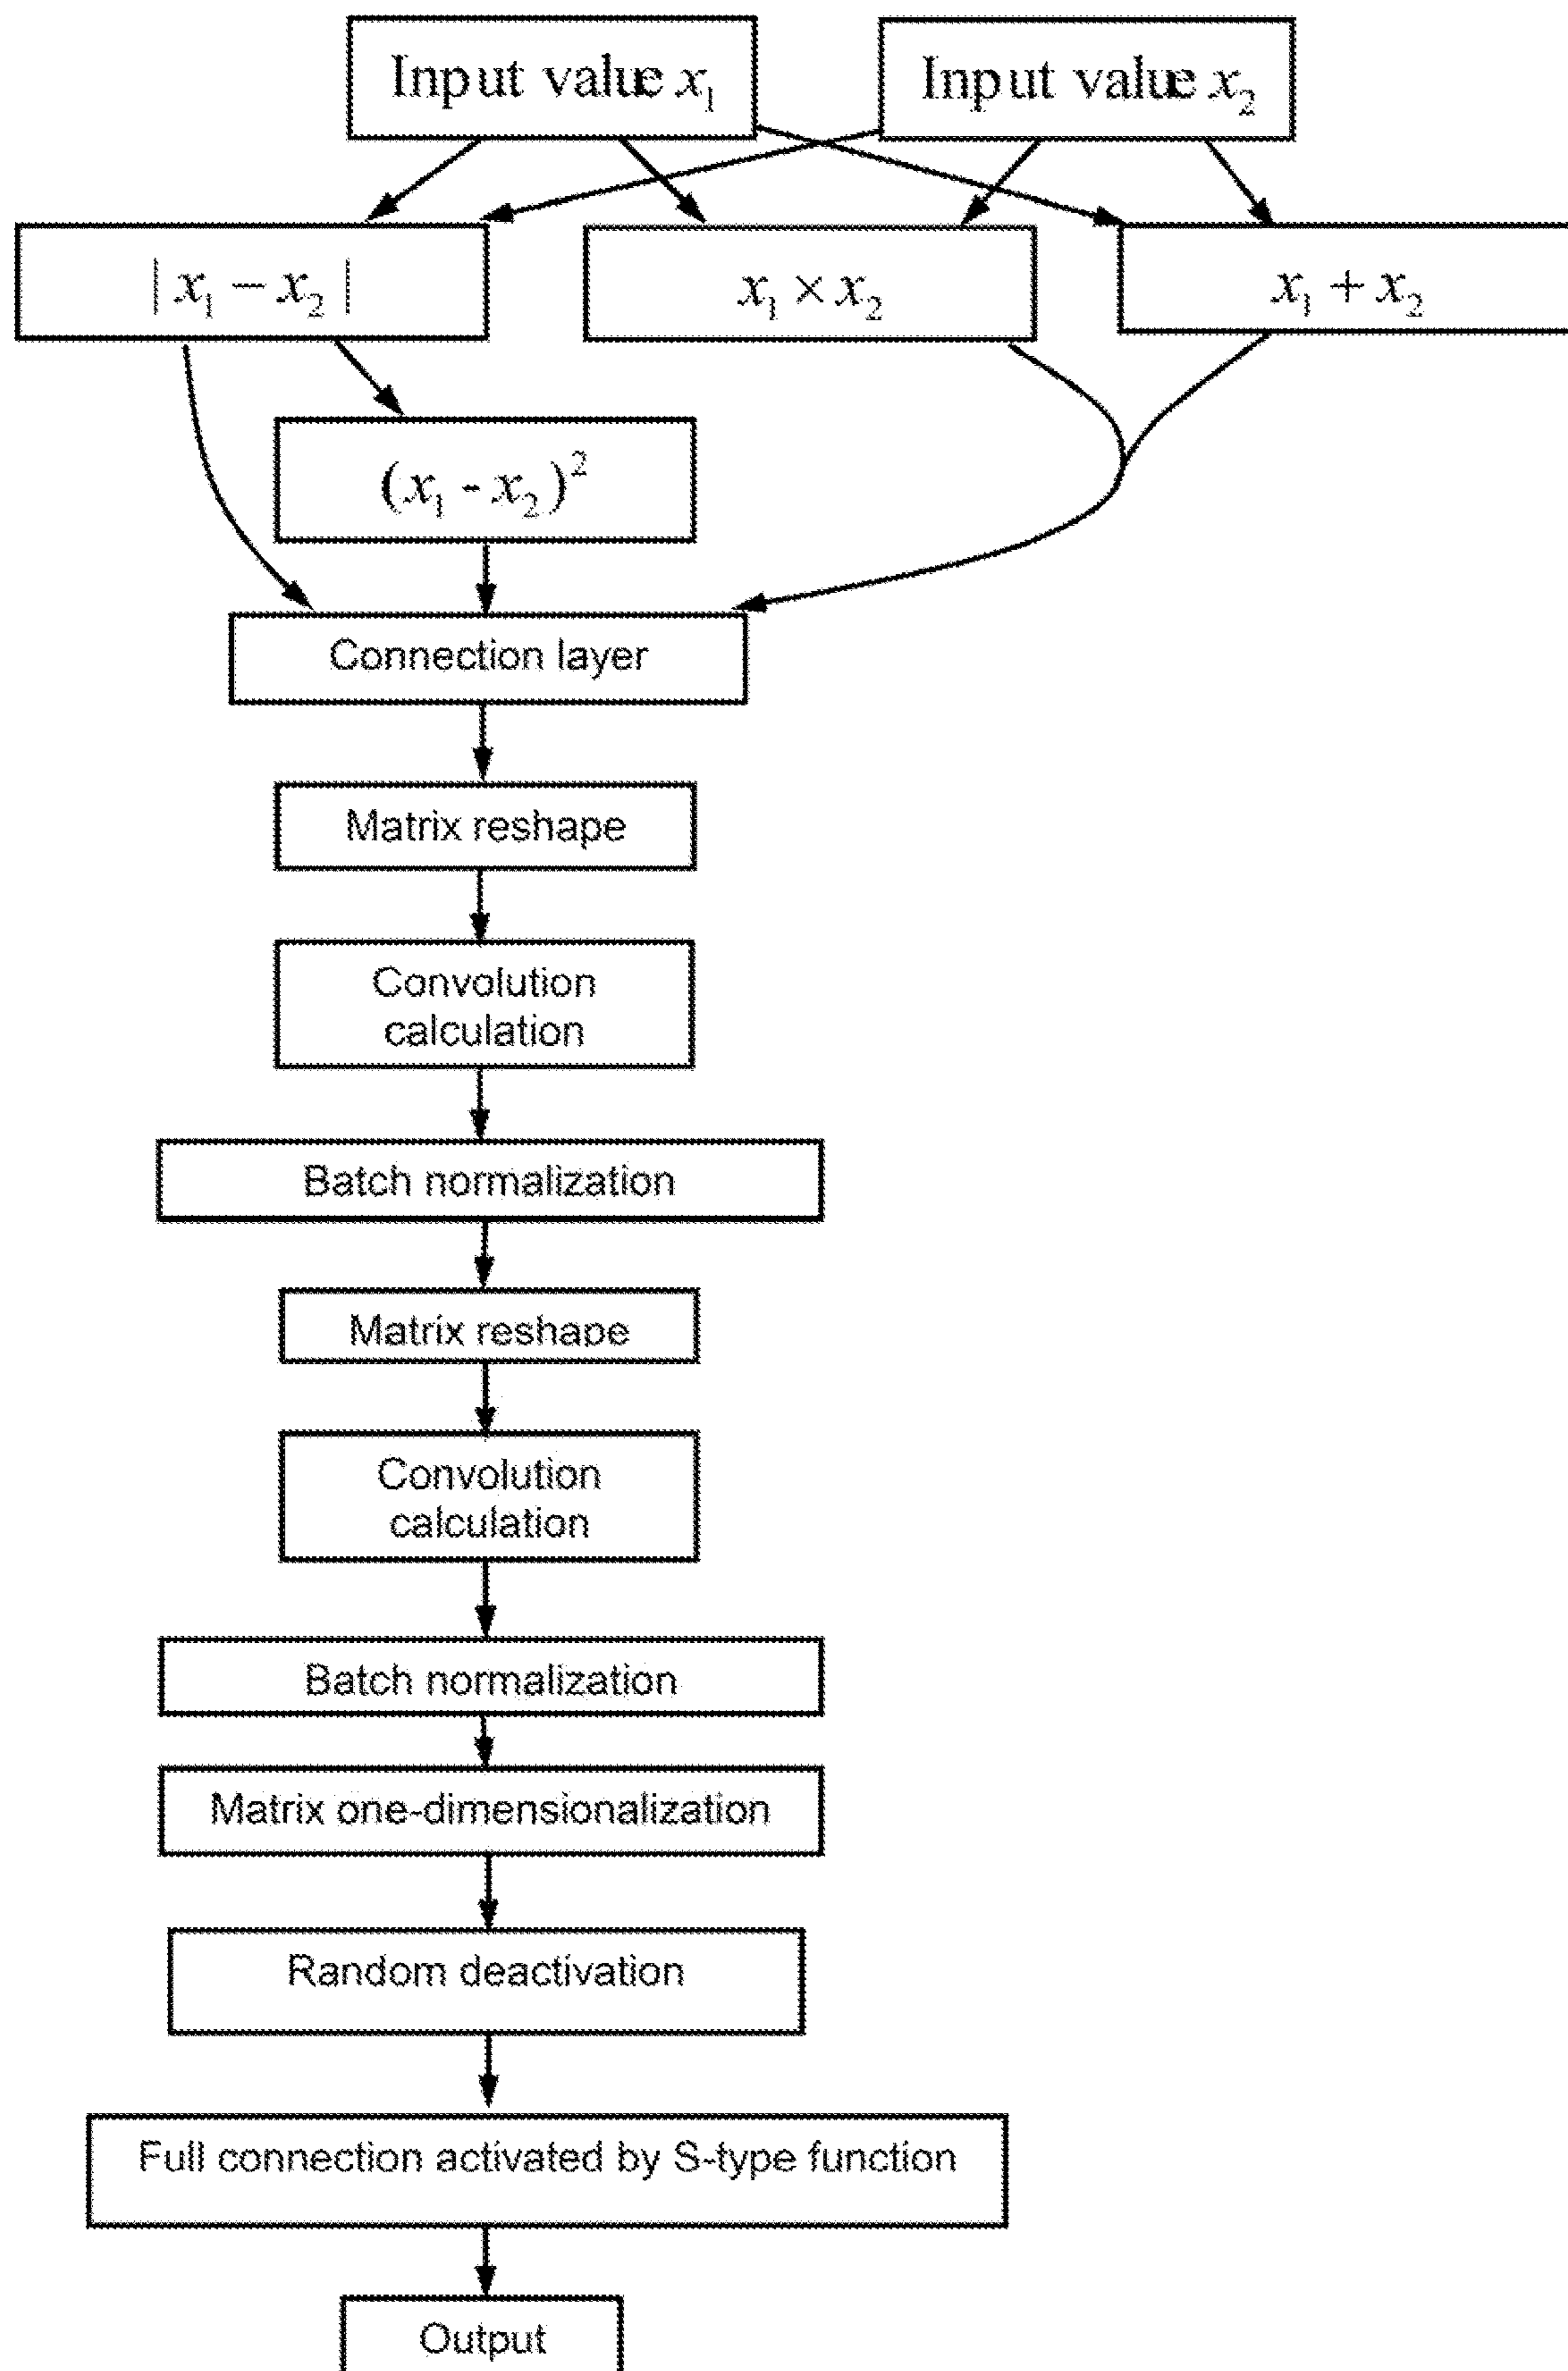 Input value x₁
Input value x₂
| x₁ − x₂ |
x₁ × x₂
x₁ + x₂
(x₁ - x₂)²
Connection layer
Matrix reshape
Convolution
calculation
Batch normalization
Matrix reshape
Convolution
calculation
Batch normalization
Matrix one-dimensionalization
Random deactivation
Full connection activated by S-type function
Output